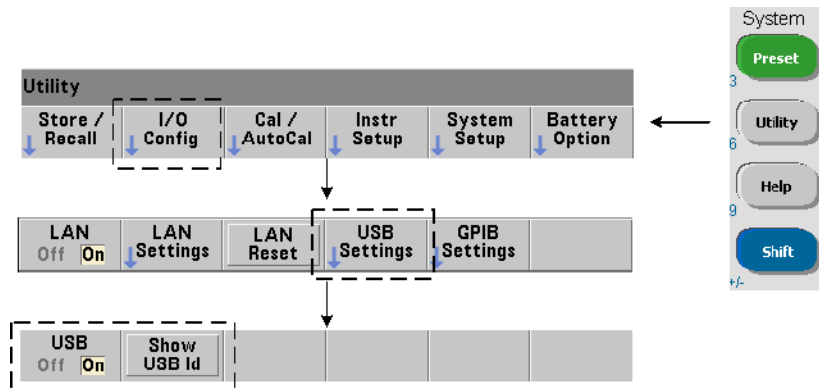 System
Preset
3
Utility
6
Help
9
Shift
+/-
Utility
Store / Recall
I/O Config
Cal / AutoCal
Instr Setup
System Setup
Battery Option
LAN Off On
LAN Settings
LAN Reset
USB Settings
GPIB Settings
USB Off On
Show USB Id